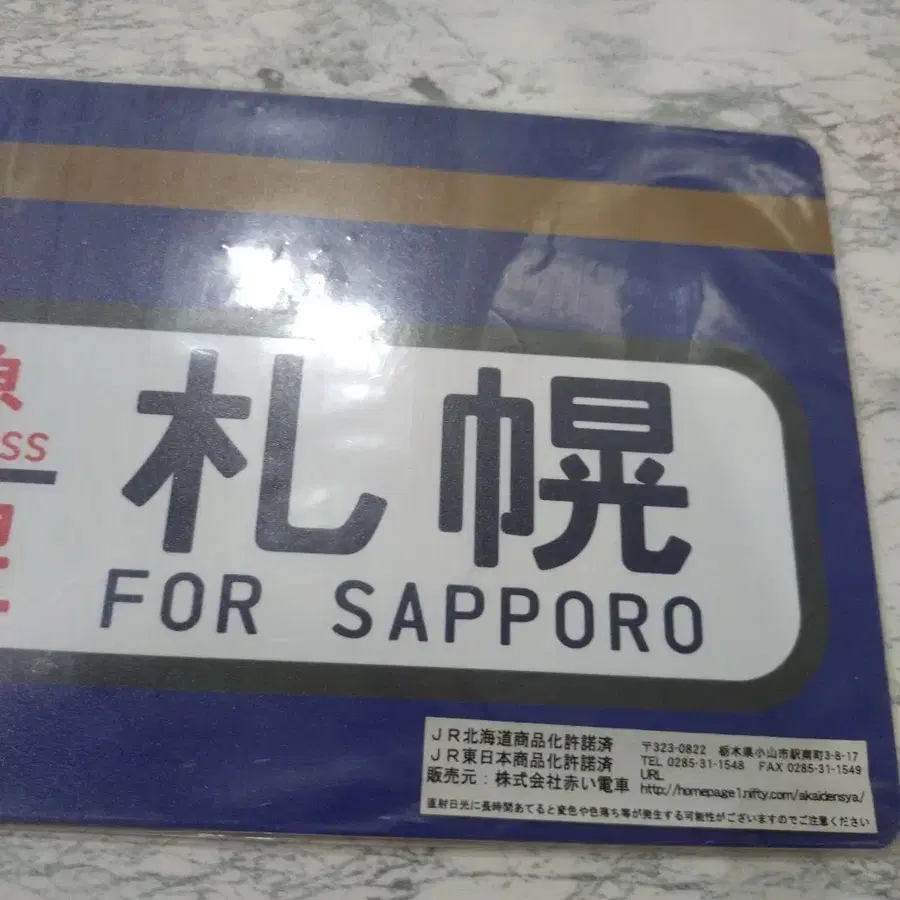 急
SS
札幌
FOR SAPPORO
JR北海道商品化許諾済
JR東日本商品化許諾済
販売元：株式会社赤い電車
〒323-0822 栃木県小山市駅南町3-8-17
TEL 0285-31-1548 FAX 0285-31-1549
URL
http://homepage1.nifty.com/akaidensya/
直射日光に長時間あてると変色や色落ち等が発生する可能性がございますのでご注意ください